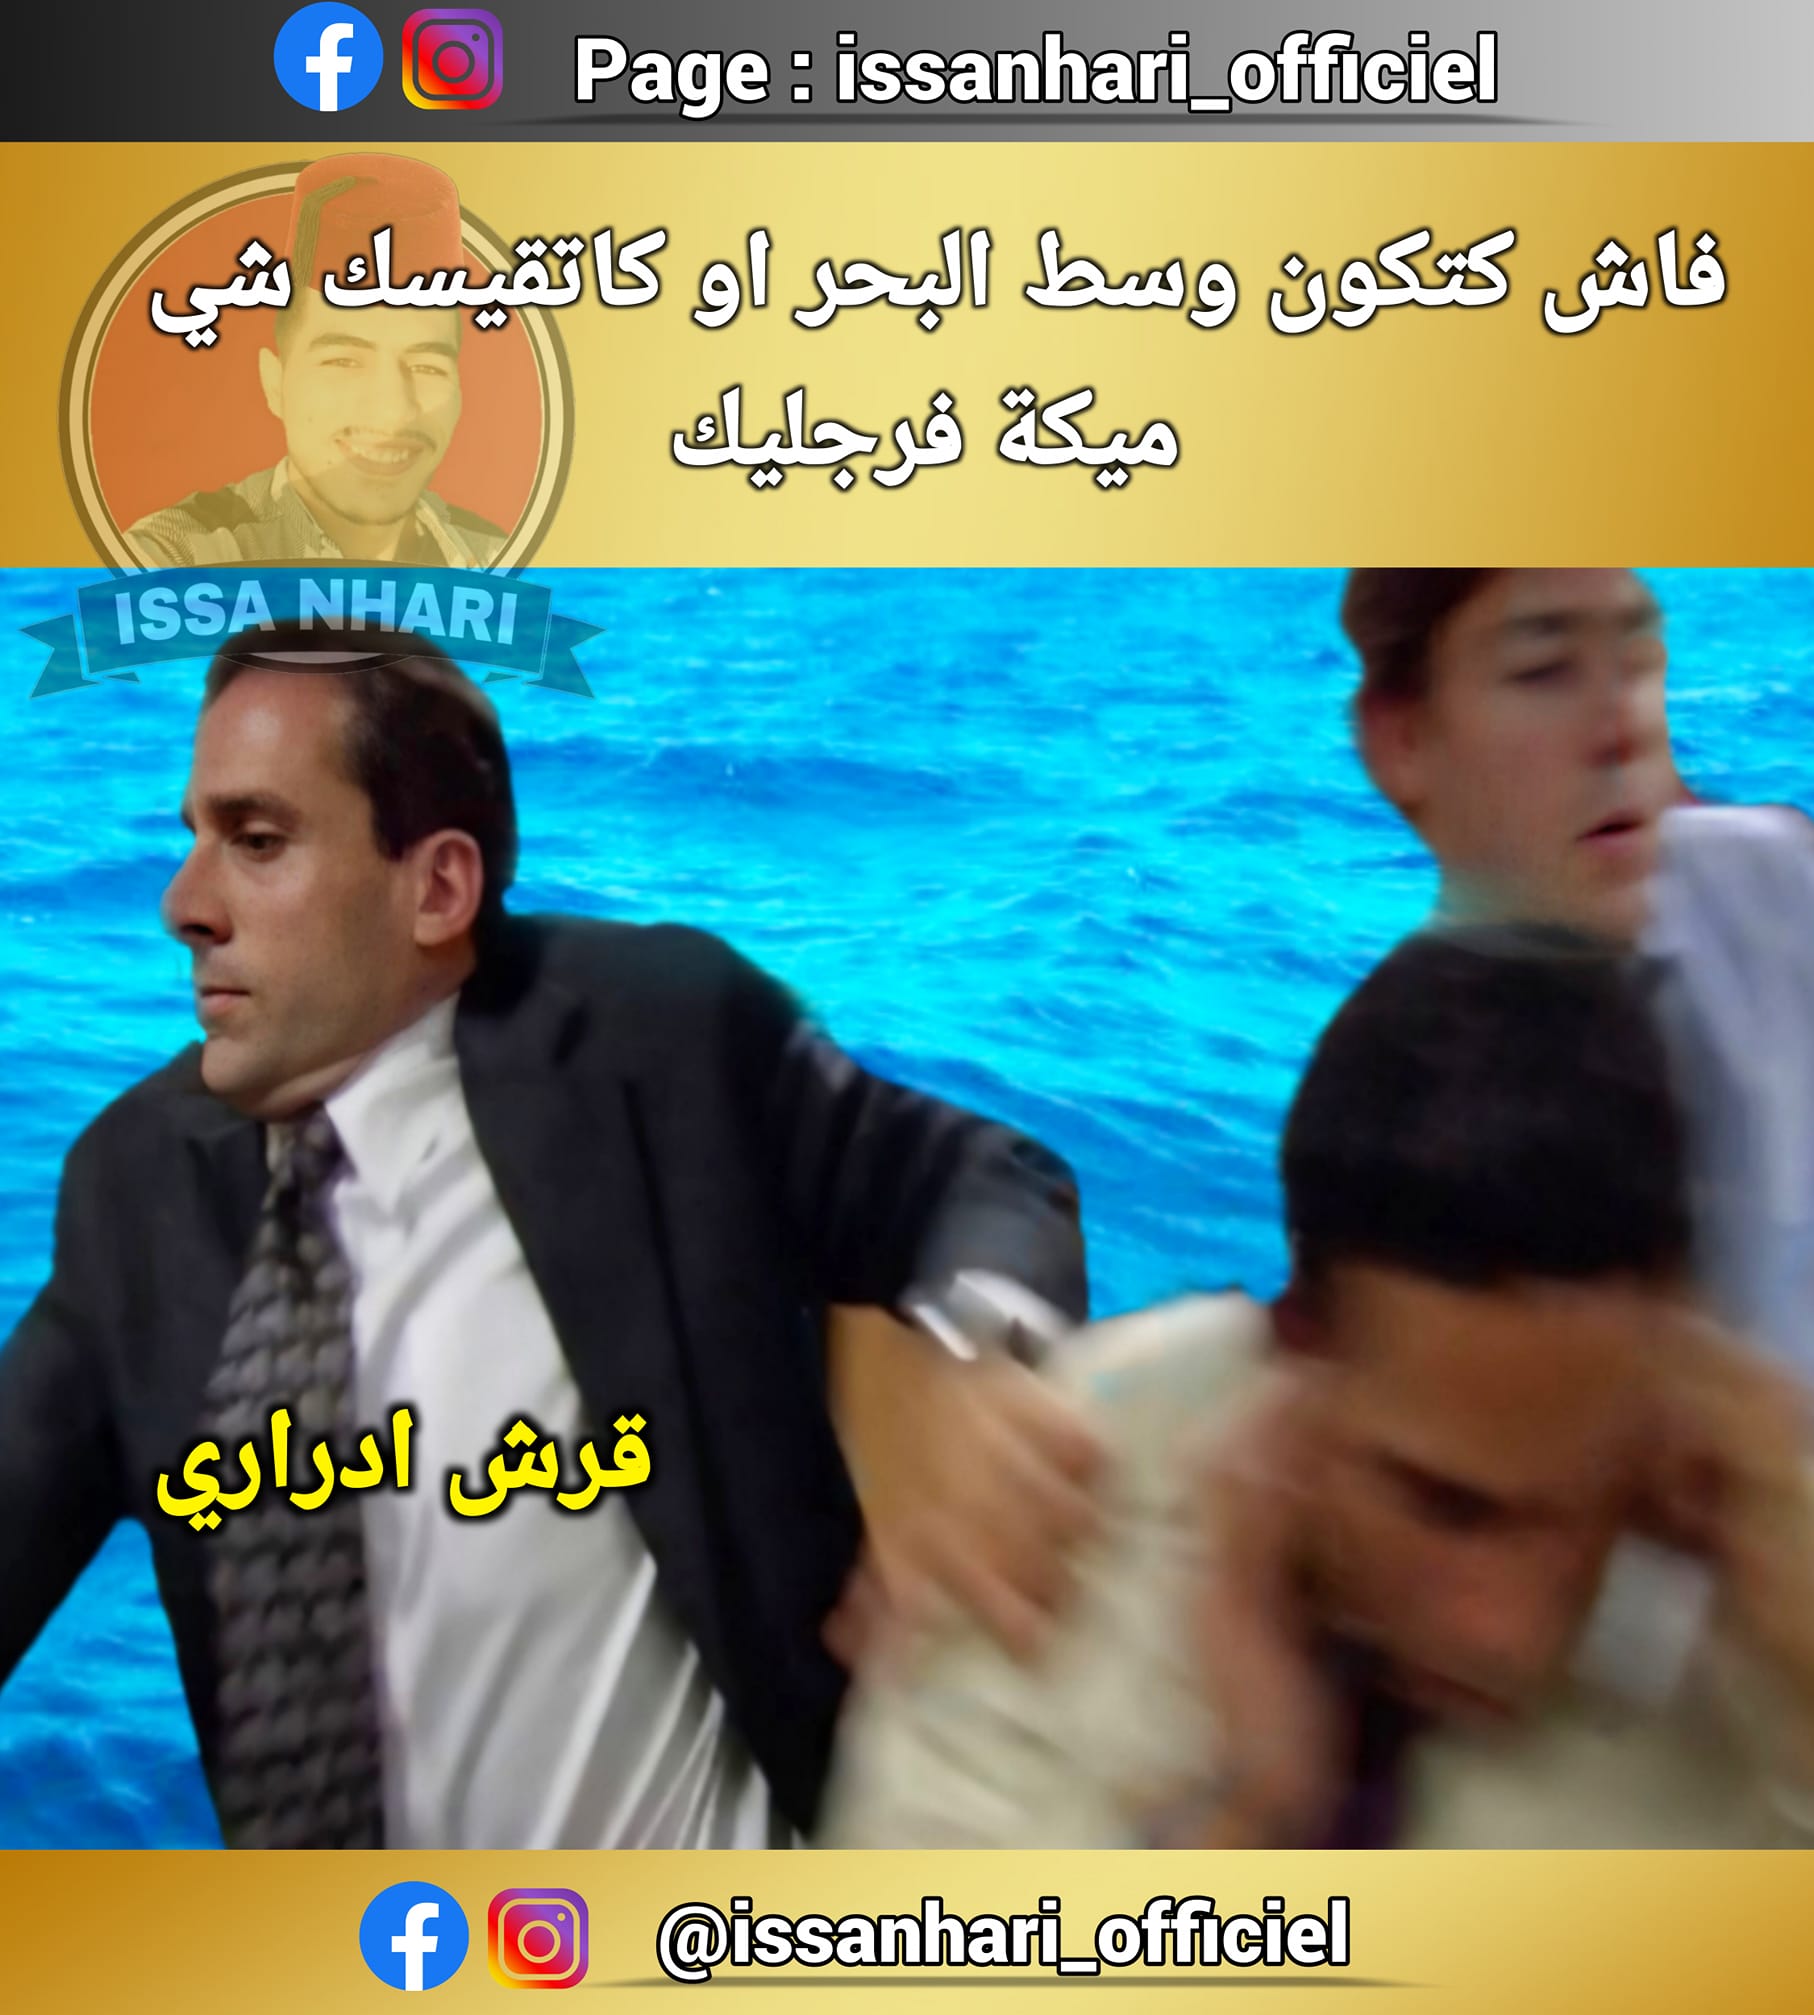 Page : issanhari_officiel
فاش كتكون وسط البحر او كاتقيسك شي
ميكة فرجليك
ISSA NHARI
قرش ادراري
@issanhari_officiel